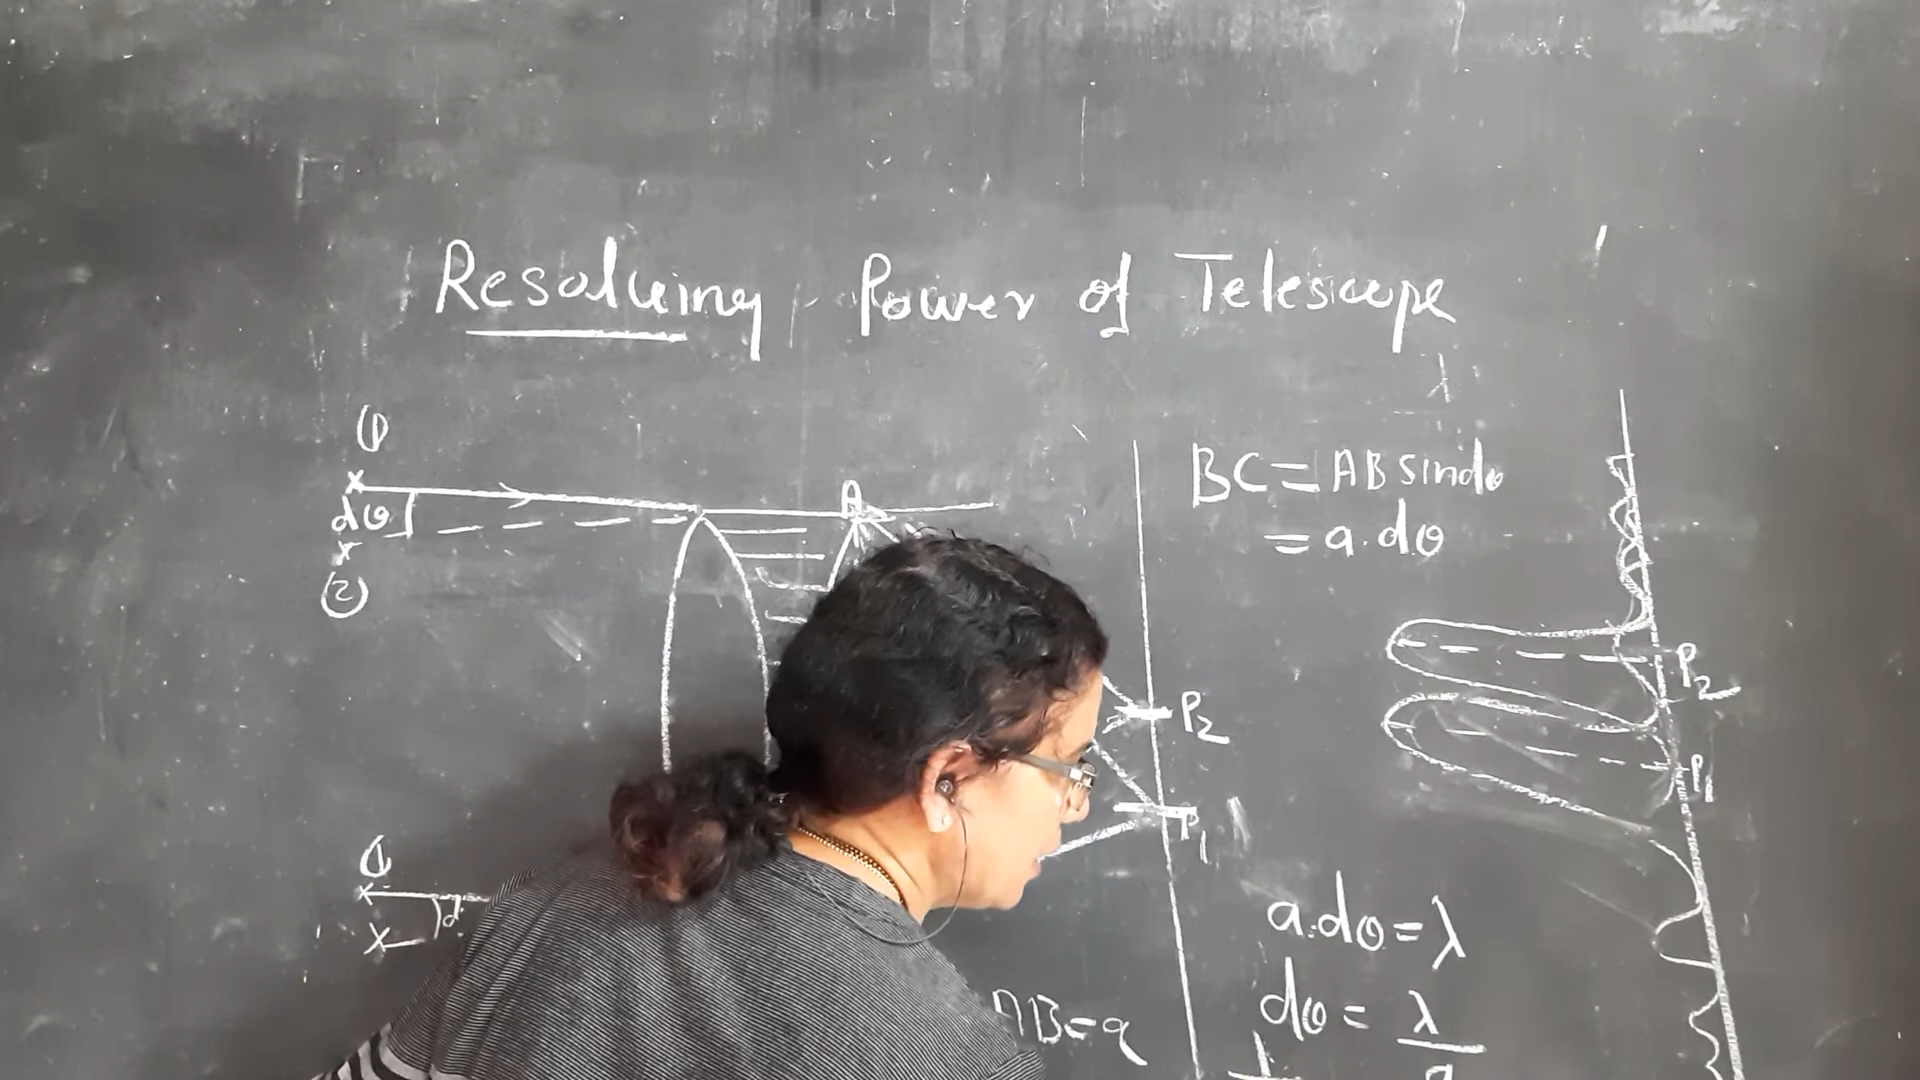 Resolving Power of Telescope
λ
①
A
BC = AB sin dθ
dθ
= a.dθ
②
P₂
P₂
P₁
P₁
①
d
a.dθ = λ
AB = a
dθ = λ/a
1